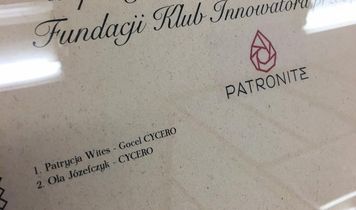 Fundacji Klub Innowatora
PATRONITE
1. Patrycja Wites - Gocel CYCERO
2. Ola Józefczyk - CYCERO